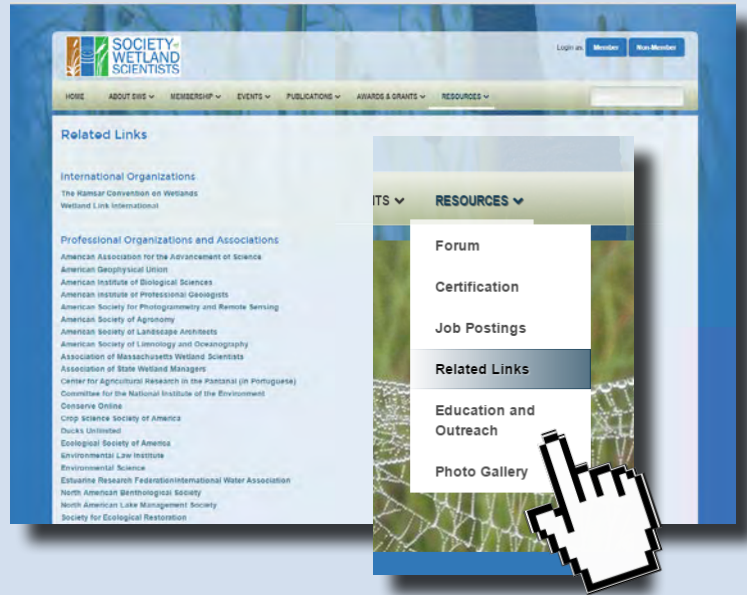 SOCIETY of
WETLAND
SCIENTISTS
Login as: Member Non-Member
HOME ABOUT SWS MEMBERSHIP EVENTS PUBLICATIONS AWARDS & GRANTS RESOURCES
Related Links
International Organizations
The Ramsar Convention on Wetlands
Wetland Link International
Professional Organizations and Associations
American Association for the Advancement of Science
American Geophysical Union
American Institute of Biological Sciences
American Institute of Professional Geologists
American Society for Photogrammetry and Remote Sensing
American Society of Agronomy
American Society of Landscape Architects
American Society of Limnology and Oceanography
Association of Massachusetts Wetland Scientists
Association of State Wetland Managers
Center for Agricultural Research in the Pantanal (in Portuguese)
Committee for the National Institute of the Environment
Conserve Online
Crop Science Society of America
Ducks Unlimited
Ecological Society of America
Environmental Law Institute
Environmental Science
Estuarine Research FederationInternational Water Association
North American Benthological Society
North American Lake Management Society
Society for Ecological Restoration
NTS RESOURCES
Forum
Certification
Job Postings
Related Links
Education and
Outreach
Photo Gallery